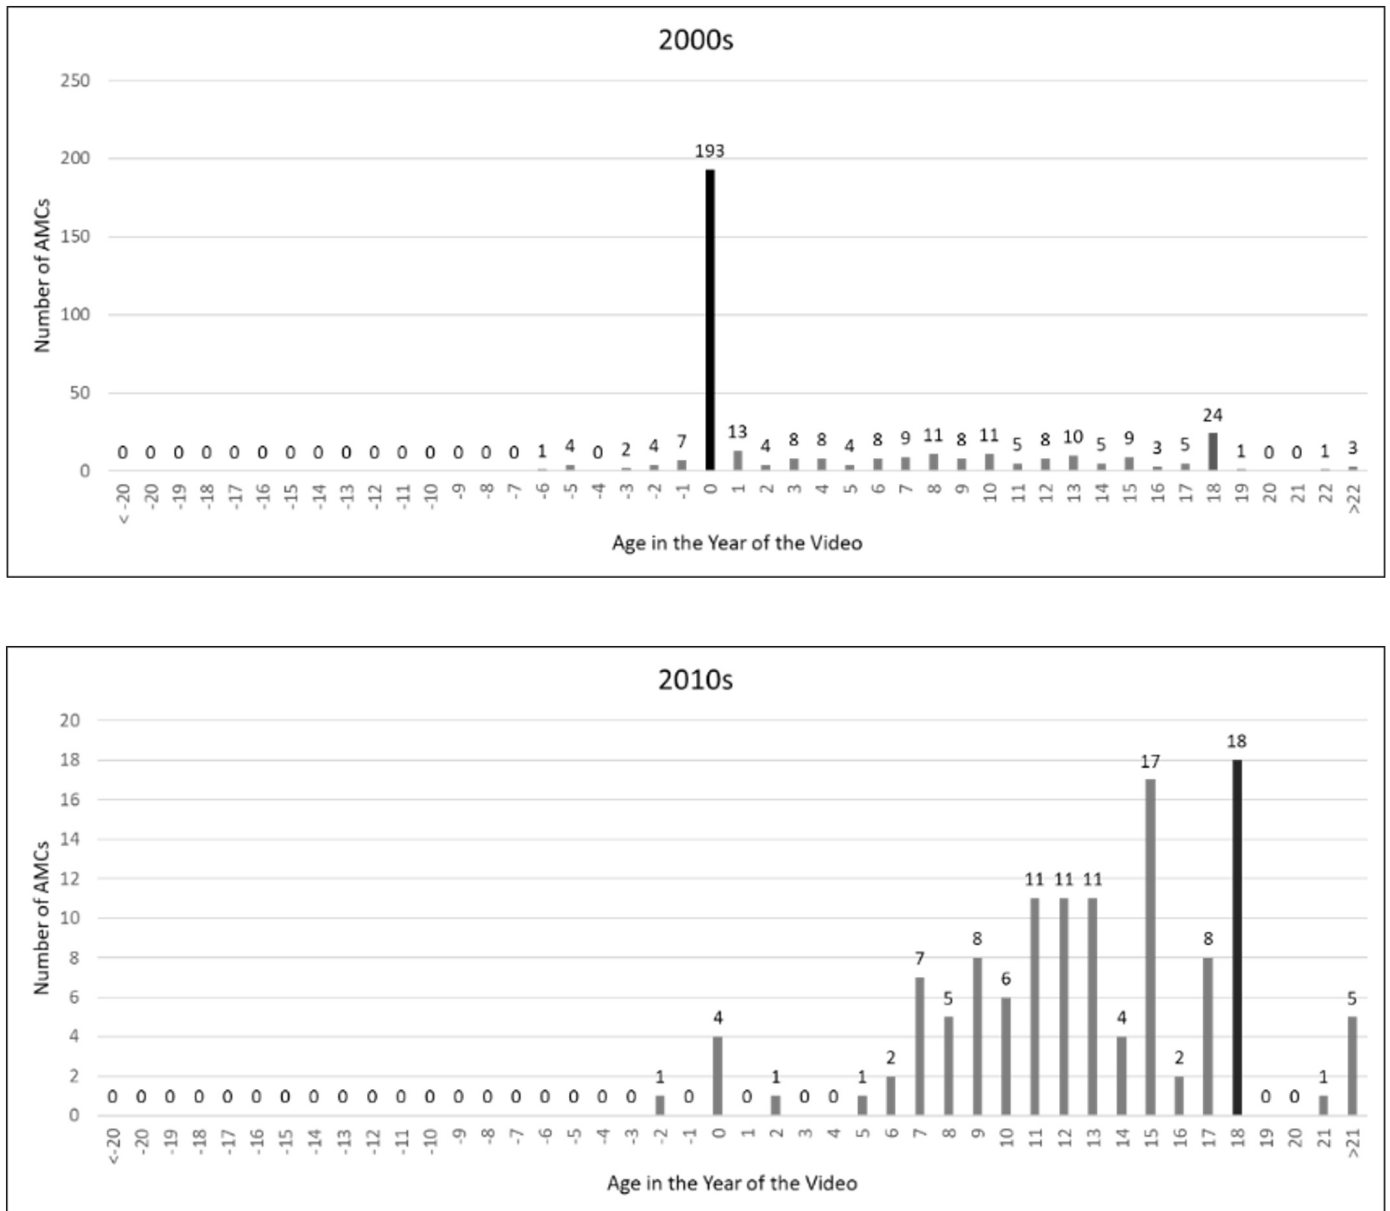 2000s
250
200
150
100
50
0
Number of AMCs
0 0 0 0 0 0 0 0 0 0 0 0 0 0 0 1 4 0 2 4 7 193 13 4 8 8 4 8 9 11 8 11 5 8 10 5 9 3 5 24 1 0 0 1 3
< -20 -20 -19 -18 -17 -16 -15 -14 -13 -12 -11 -10 -9 -8 -7 -6 -5 -4 -3 -2 -1 0 1 2 3 4 5 6 7 8 9 10 11 12 13 14 15 16 17 18 19 20 21 22 >22
Age in the Year of the Video
2010s
20
18
16
14
12
10
8
6
4
2
0
Number of AMCs
0 0 0 0 0 0 0 0 0 0 0 0 0 0 0 0 0 0 0 1 0 4 0 1 0 0 1 2 7 5 8 6 11 11 11 4 17 2 8 18 0 0 1 5
<-20 -20 -19 -18 -17 -16 -15 -14 -13 -12 -11 -10 -9 -8 -7 -6 -5 -4 -3 -2 -1 0 1 2 3 4 5 6 7 8 9 10 11 12 13 14 15 16 17 18 19 20 21 >21
Age in the Year of the Video